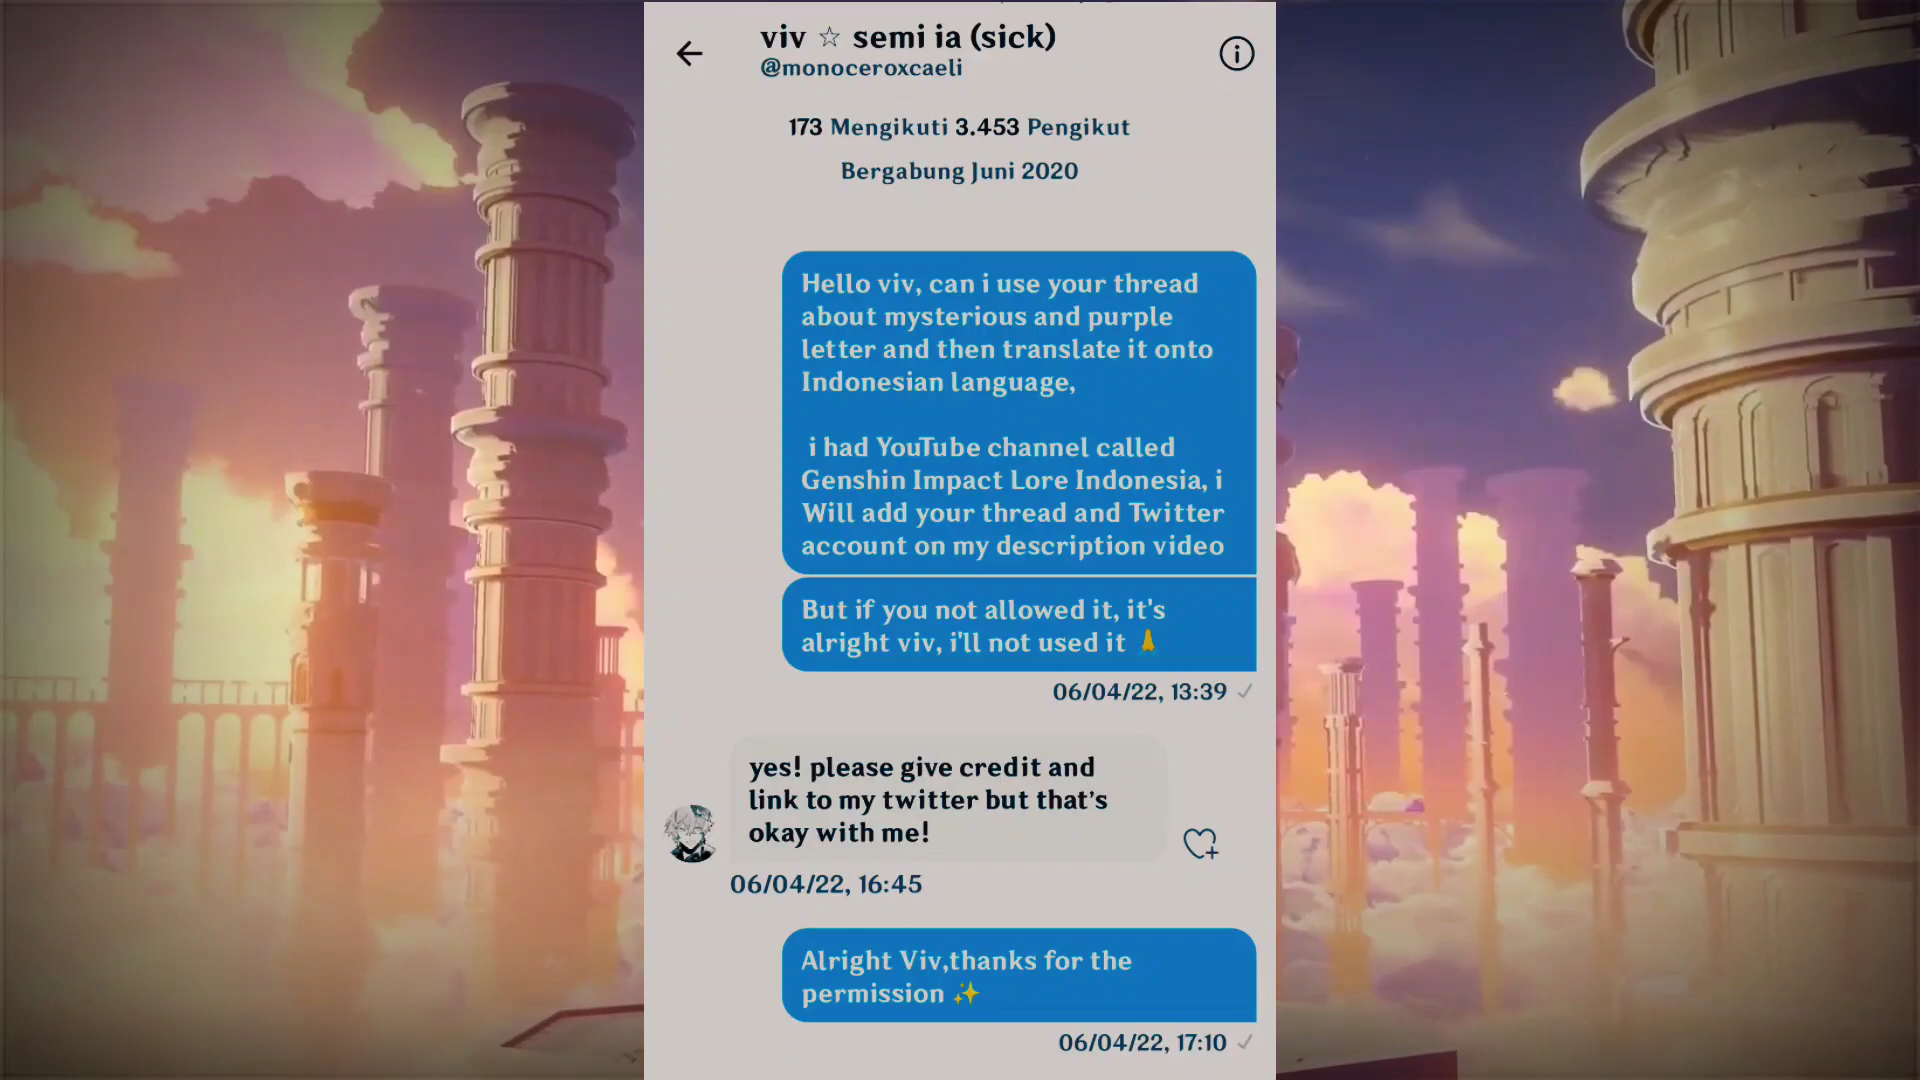 viv ☆ semi ia (sick)
@monoceroxcaeli
173 Mengikuti 3.453 Pengikut
Bergabung Juni 2020
Hello viv, can i use your thread
about mysterious and purple
letter and then translate it onto
Indonesian language,
i had YouTube channel called
Genshin Impact Lore Indonesia, i
Will add your thread and Twitter
account on my description video
But if you not allowed it, it's
alright viv, i'll not used it 🙏
06/04/22, 13:39 ✓
yes! please give credit and
link to my twitter but that’s
okay with me!
06/04/22, 16:45
Alright Viv,thanks for the
permission ✨
06/04/22, 17:10 ✓